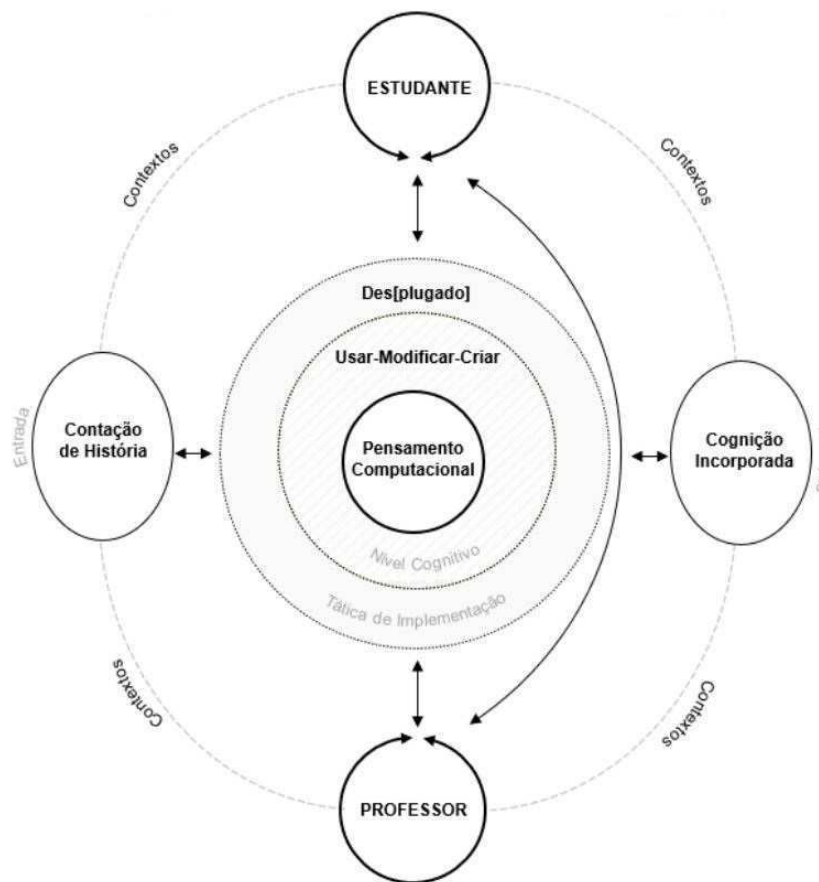 ESTUDANTE
Contextos
Contextos
Des[plugado]
Usar-Modificar-Criar
Entrada
Contação
de História
Pensamento
Computacional
Cognição
Incorporada
Nível Cognitivo
Tática de Implementação
Contextos
Contextos
PROFESSOR